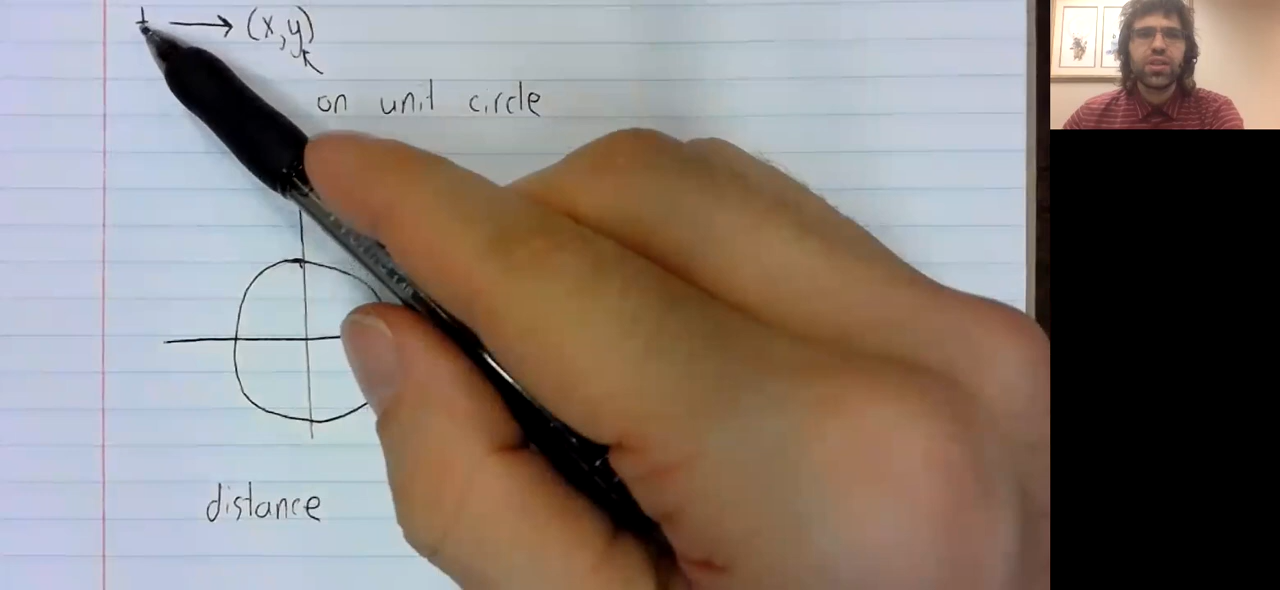 t → (x,y)
on unit circle
distance